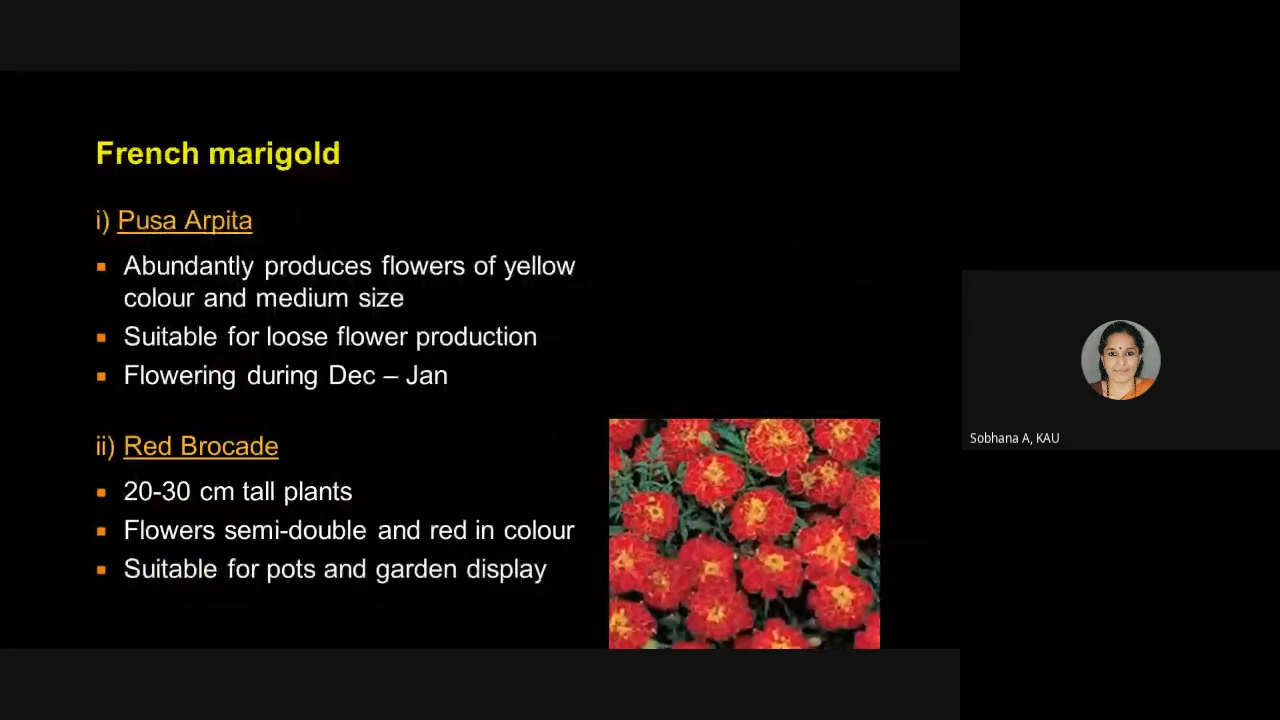 French marigold
i) Pusa Arpita
▪ Abundantly produces flowers of yellow
colour and medium size
▪ Suitable for loose flower production
▪ Flowering during Dec – Jan
ii) Red Brocade
▪ 20-30 cm tall plants
▪ Flowers semi-double and red in colour
▪ Suitable for pots and garden display
Sobhana A, KAU